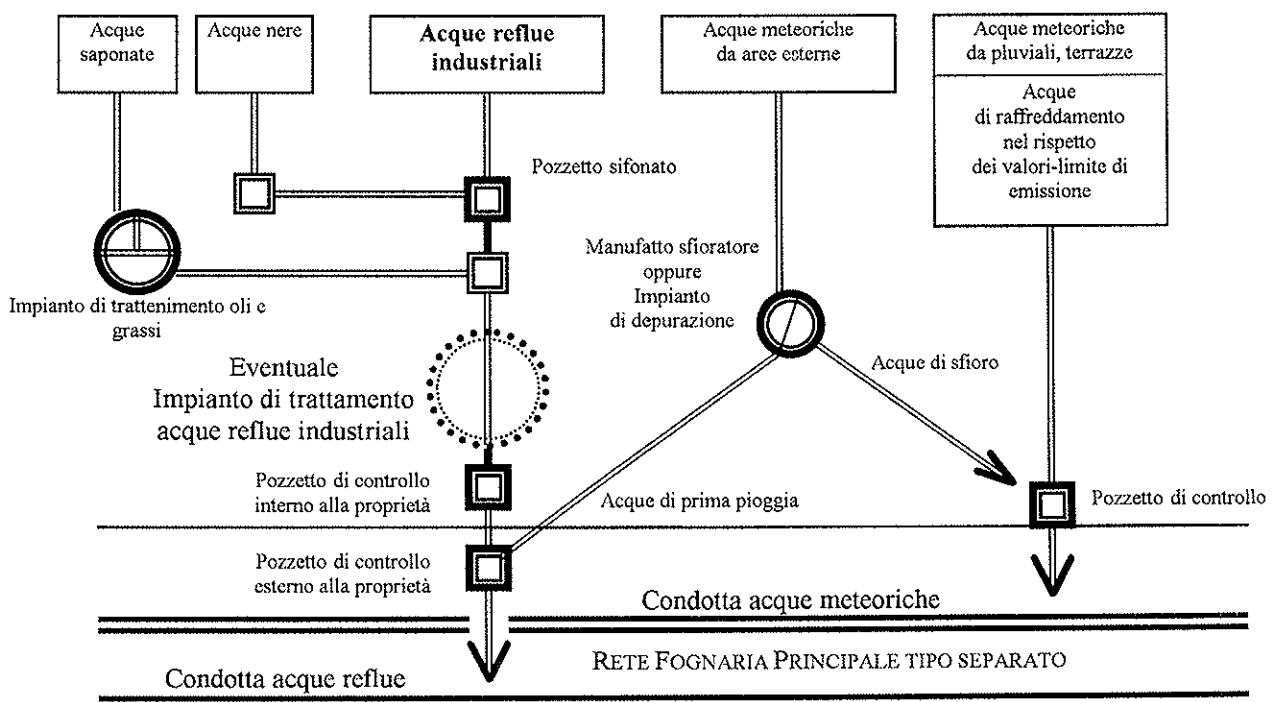 Acque
saponate
Acque nere
Acque reflue
industriali
Acque meteoriche
da aree esterne
Acque meteoriche
da pluviali, terrazze
Acque
di raffreddamento
nel rispetto
dei valori-limite di
emissione
Pozzetto sifonato
Manufatto sfioratore
oppure
Impianto
di depurazione
Impianto di trattenimento oli e
grassi
Eventuale
Impianto di trattamento
acque reflue industriali
Acque di sfioro
Pozzetto di controllo
interno alla proprietà
Acque di prima pioggia
Pozzetto di controllo
Pozzetto di controllo
esterno alla proprietà
Condotta acque meteoriche
RETE FOGNARIA PRINCIPALE TIPO SEPARATO
Condotta acque reflue